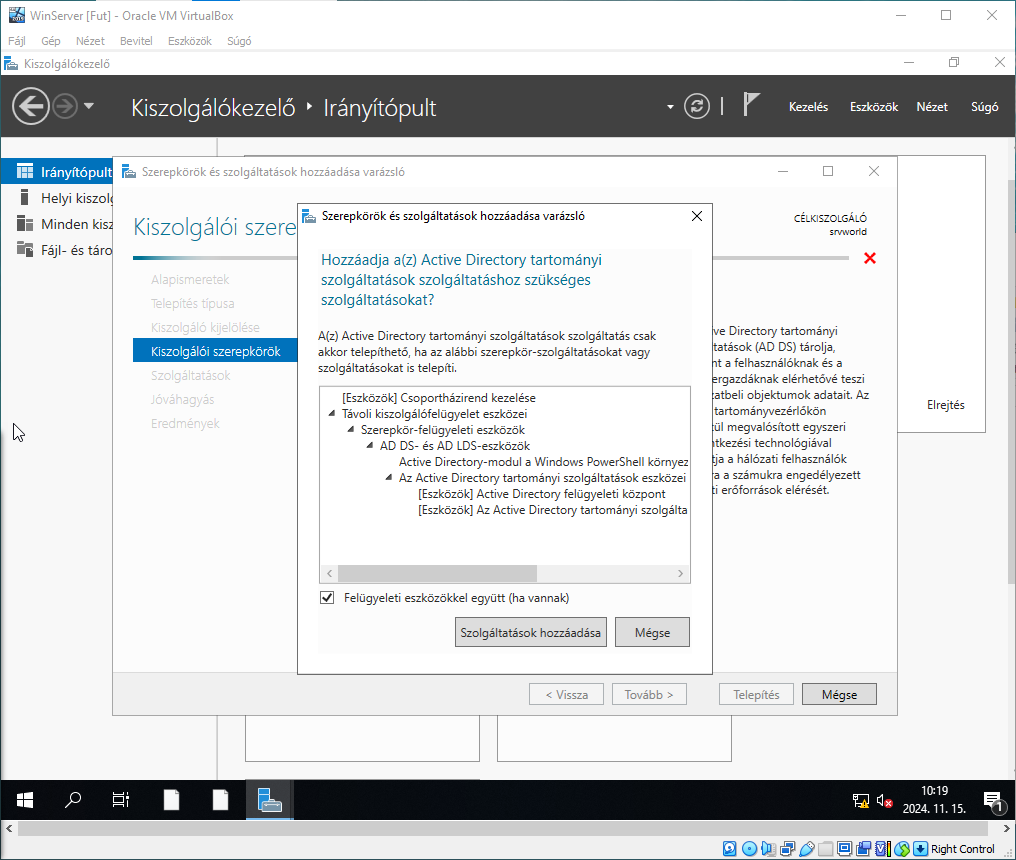 WinServer [Fut] - Oracle VM VirtualBox
Fájl Gép Nézet Bevitel Eszközök Súgó
Kiszolgálókezelő
Kiszolgálókezelő Irányítópult
Kezelés Eszközök Nézet Súgó
Irányítópult
Helyi kiszolg
Minden kisz
Fájl- és táro
Szerepkörök és szolgáltatások hozzáadása varázsló
Kiszolgálói szere
CÉLKISZOLGÁLÓ
srvworld
Alapismeretek
Telepítés típusa
Kiszolgáló kijelölése
Kiszolgálói szerepkörök
Szolgáltatások
Jóváhagyás
Eredmények
Szerepkörök és szolgáltatások hozzáadása varázsló
Hozzáadja a(z) Active Directory tartományi
szolgáltatások szolgáltatáshoz szükséges
szolgáltatásokat?
A(z) Active Directory tartományi szolgáltatások szolgáltatás csak
akkor telepíthető, ha az alábbi szerepkör-szolgáltatásokat vagy
szolgáltatásokat is telepíti.
[Eszközök] Csoportházirend kezelése
Távoli kiszolgálófelügyelet eszközei
Szerepkör-felügyeleti eszközök
AD DS- és AD LDS-eszközök
Active Directory-modul a Windows PowerShell környez
Az Active Directory tartományi szolgáltatások eszközei
[Eszközök] Active Directory felügyeleti központ
[Eszközök] Az Active Directory tartományi szolgálta
Felügyeleti eszközökkel együtt (ha vannak)
Szolgáltatások hozzáadása Mégse
ve Directory tartományi
tatások (AD DS) tárolja,
nt a felhasználóknak és a
ergazdáknak elérhetővé teszi
zatbeli objektumok adatait. Az
tartományvezérlőkön
ül megvalósított egyszeri
ntkezési technológiával
tja a hálózati felhasználók
a a számukra engedélyezett
ti erőforrások elérését.
Elrejtés
< Vissza Tovább > Telepítés Mégse
10:19
2024. 11. 15.
1
Right Control